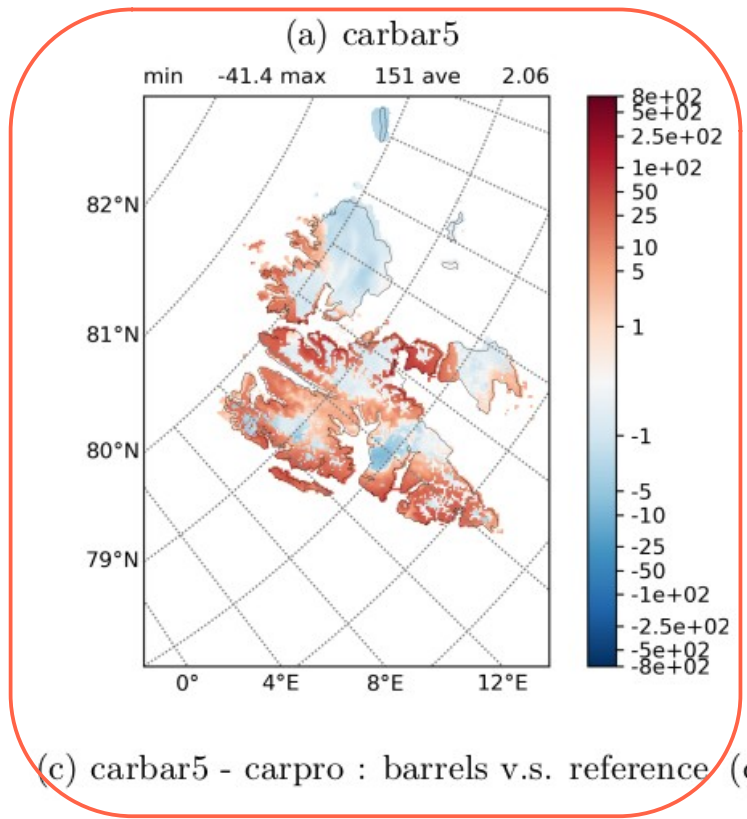 (a) carbar5
min -41.4 max 151 ave 2.06
8e+02
5e+02
2.5e+02
1e+02
50
25
10
5
1
-1
-5
-10
-25
-50
-1e+02
-2.5e+02
-5e+02
-8e+02
82°N
81°N
80°N
79°N
0° 4°E 8°E 12°E
(c) carbar5 - carpro : barrels v.s. reference (c